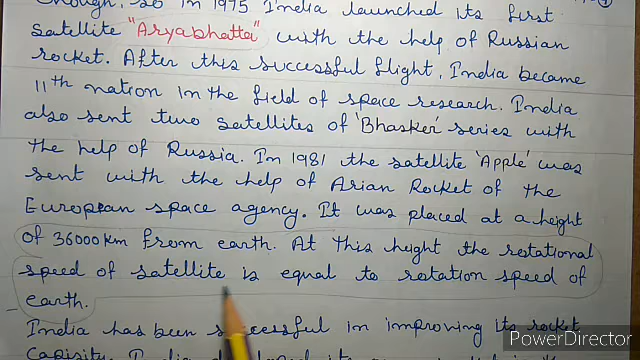 enough. So in 1975 India launched its first
satellite "Aryabhatta" with the help of Russian
rocket. After this successful flight, India became
11th nation in the field of space research. India
also sent two satellites of 'Bhasker' series with
the help of Russia. In 1981 the satellite 'Apple' was
sent with the help of Arian Rocket of the
European space agency. It was placed at a height
of 36000 km from earth. At this height the rotational
speed of satellite is equal to rotation speed of
earth.
India has been successful in improving its rocket
capisity. India its own
PowerDirector